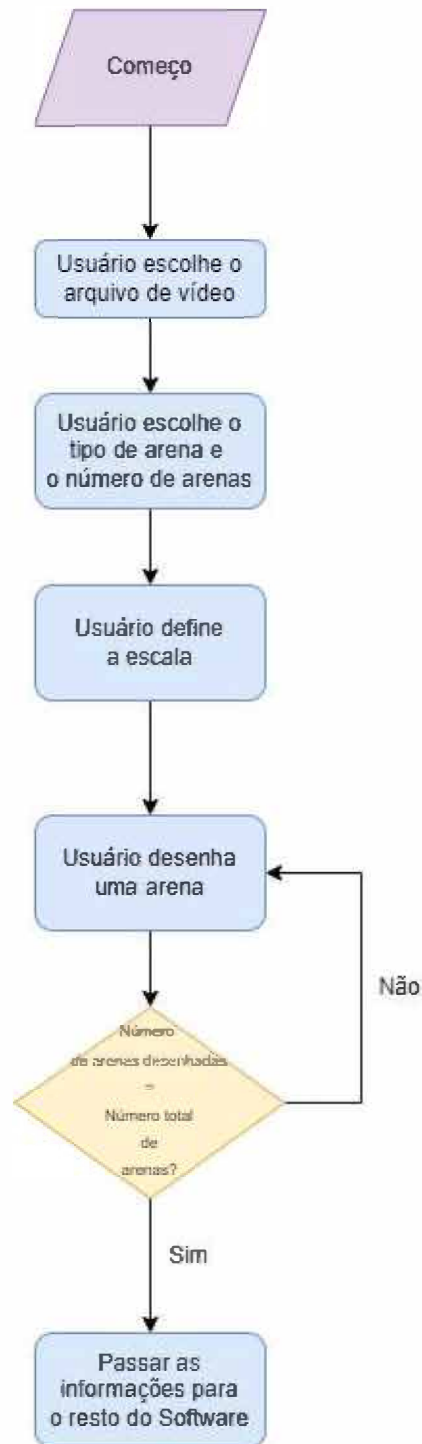 Começo
Usuário escolhe o
arquivo de vídeo
Usuário escolhe o
tipo de arena e
o número de arenas
Usuário define
a escala
Usuário desenha
uma arena
Não
Número
de arenas desenhadas
=
Número total
de
arenas?
Sim
Passar as
informações para
o resto do Software